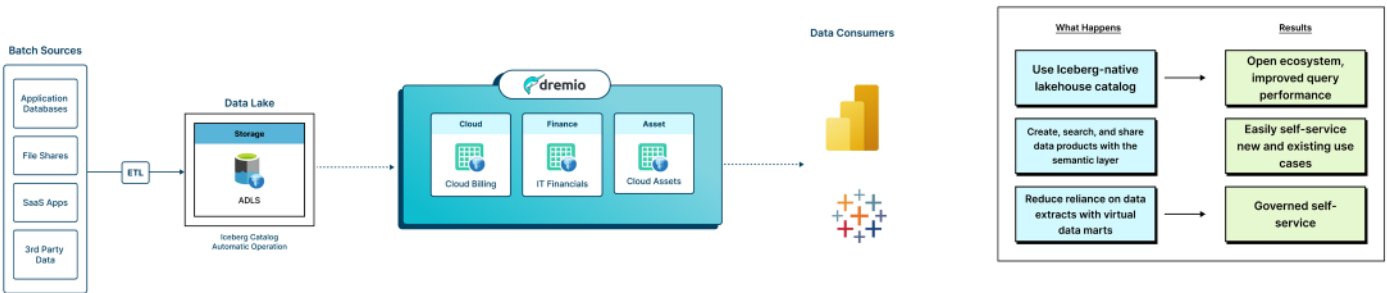 Batch Sources
Application
Databases
File Shares
SaaS Apps
3rd Party
Data
ETL
Data Lake
Storage
ADLS
Iceberg Catalog
Automatic Operation
dremio
Cloud
Cloud Billing
Finance
IT Financials
Asset
Cloud Assets
Data Consumers
What Happens
Results
Use Iceberg-native
lakehouse catalog
Open ecosystem,
improved query
performance
Create, search, and share
data products with the
semantic layer
Easily self-service
new and existing use
cases
Reduce reliance on data
extracts with virtual
data marts
Governed self-
service